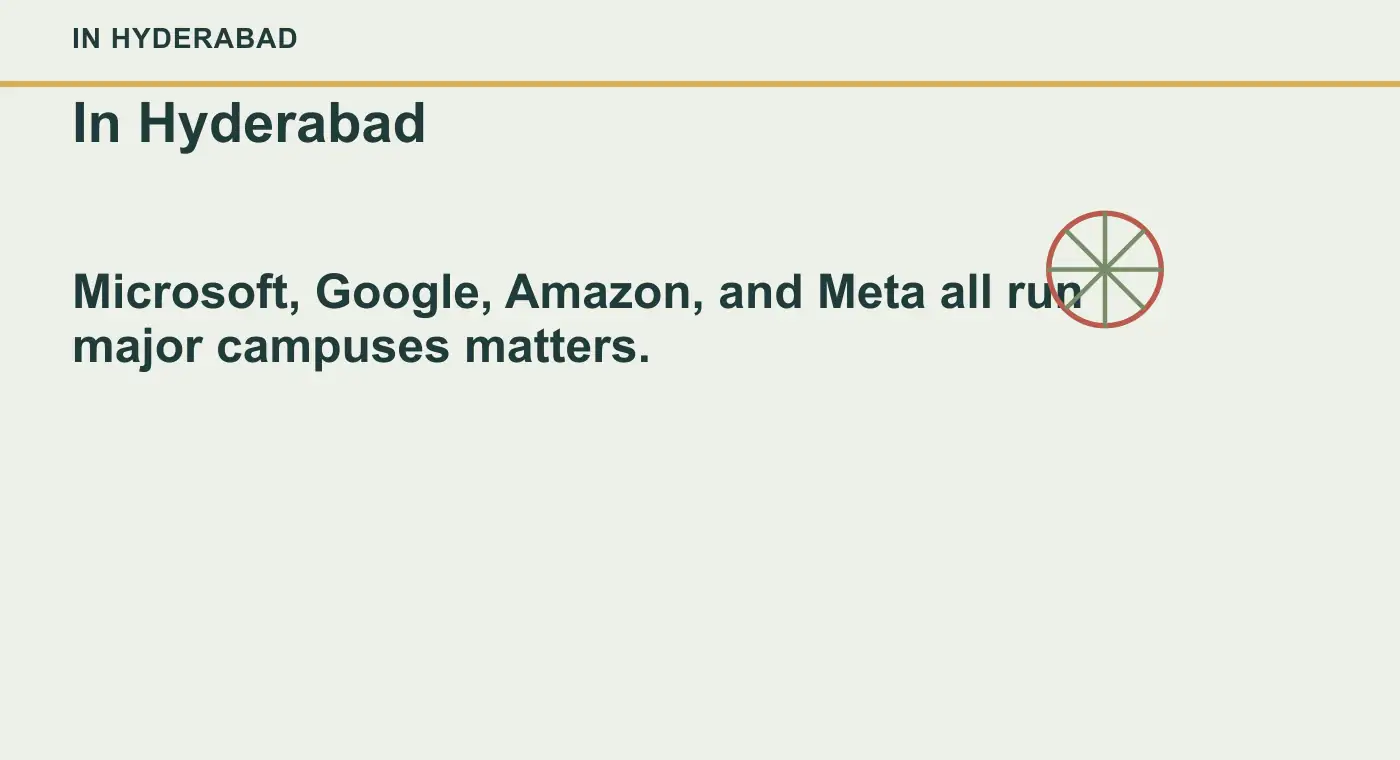 IN HYDERABAD
In Hyderabad
Microsoft, Google, Amazon, and Meta all run
major campuses matters.